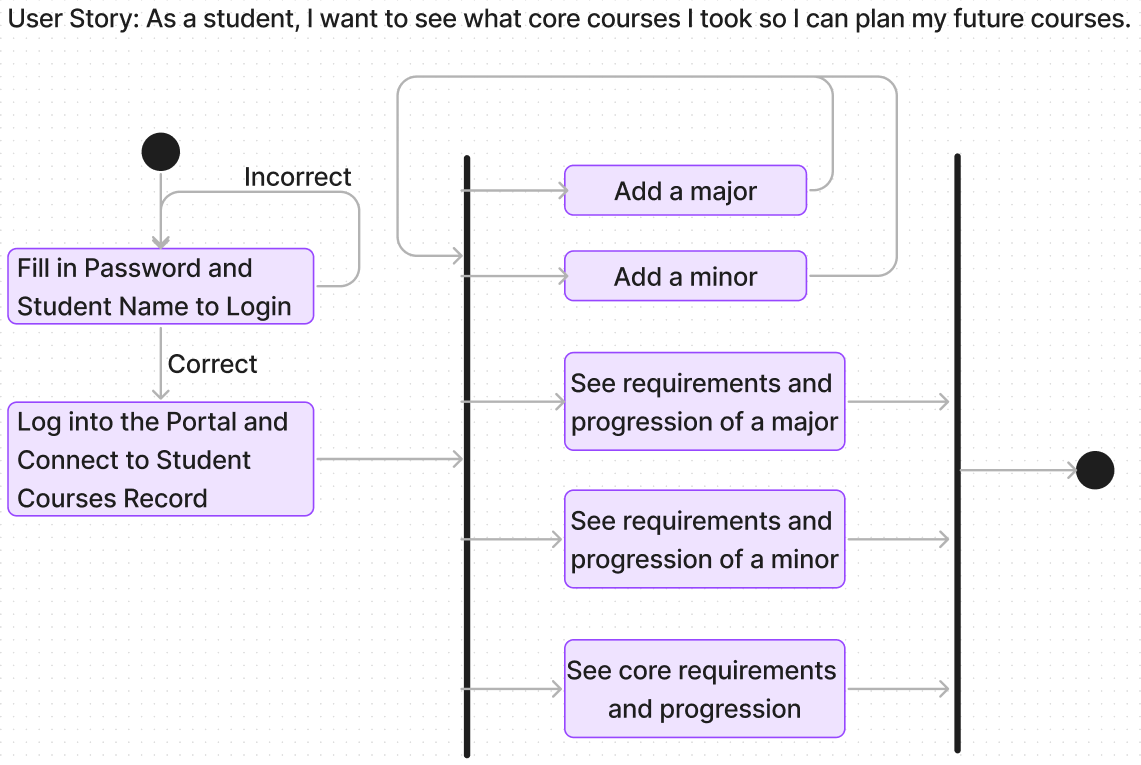 User Story: As a student, I want to see what core courses I took so I can plan my future courses.
Incorrect
Fill in Password and
Student Name to Login
Correct
Log into the Portal and
Connect to Student
Courses Record
Add a major
Add a minor
See requirements and
progression of a major
See requirements and
progression of a minor
See core requirements
and progression